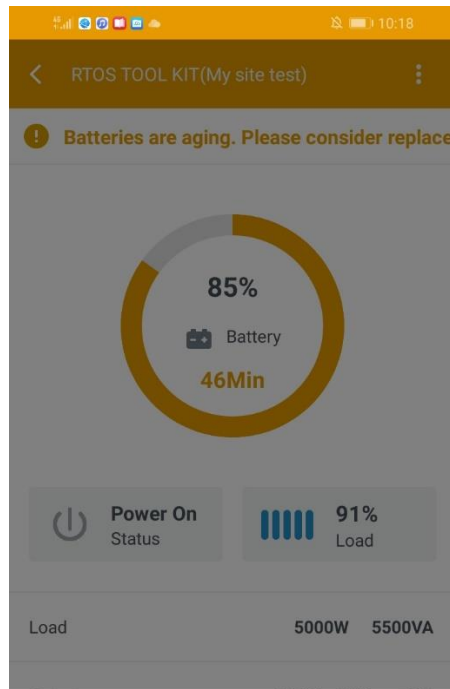 46 10:18
RTOS TOOL KIT(My site test)
Batteries are aging. Please consider replace
85%
Battery
46Min
Power On
Status
91%
Load
Load 5000W 5500VA